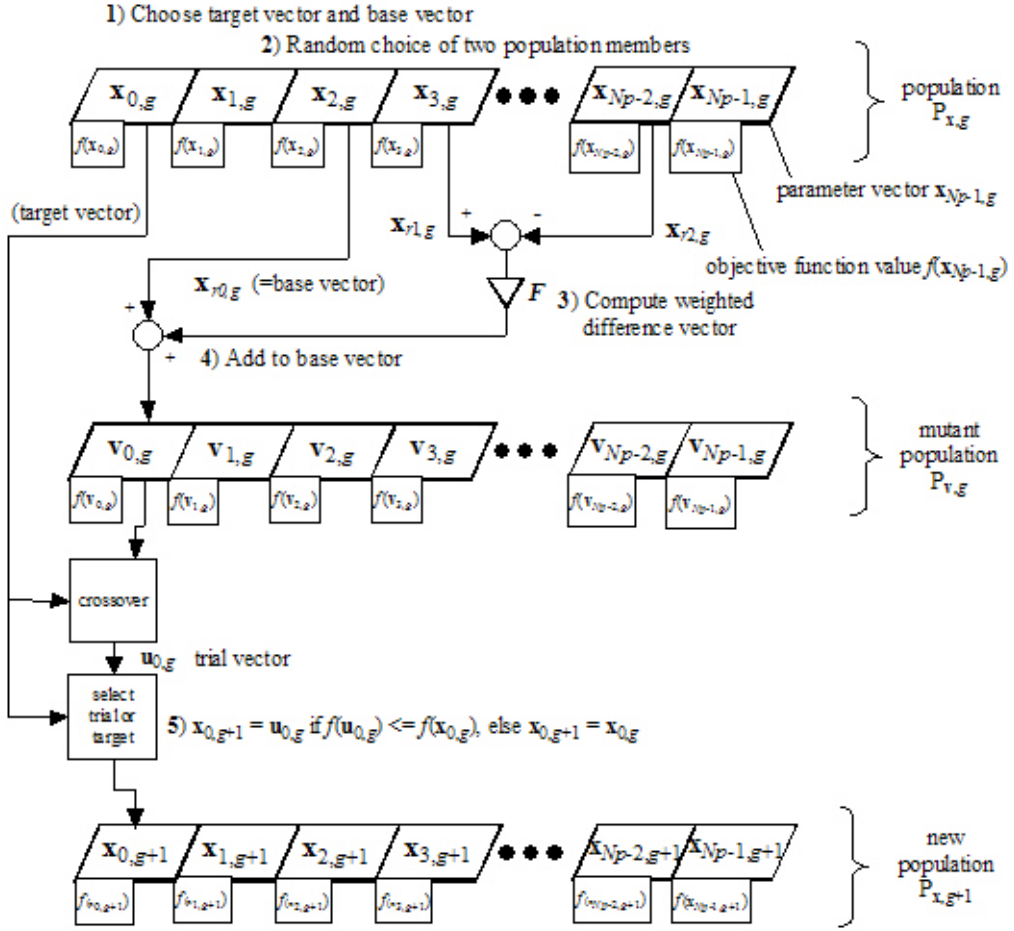 1) Choose target vector and base vector
2) Random choice of two population members
x0,g x1,g x2,g x3,g ●●● xNp-2,g xNp-1,g
population
Px,g
f(x0,g) f(x1,g) f(x2,g) f(x3,g) f(xNp-2,g) f(xNp-1,g)
parameter vector xNp-1,g
(target vector)
xr1,g + - xr2,g
objective function value f(xNp-1,g)
xr0,g (=base vector)
F
3) Compute weighted
difference vector
+
+
4) Add to base vector
v0,g v1,g v2,g v3,g ●●● vNp-2,g vNp-1,g
mutant
population
Pv,g
f(v0,g) f(v1,g) f(v2,g) f(v3,g) f(vNp-2,g) f(vNp-1,g)
crossover
u0,g trial vector
select
trial or
target
5) x0,g+1 = u0,g if f(u0,g) <= f(x0,g), else x0,g+1 = x0,g
x0,g+1 x1,g+1 x2,g+1 x3,g+1 ●●● xNp-2,g+1 xNp-1,g+1
new
population
Px,g+1
f(x0,g+1) f(x1,g+1) f(x2,g+1) f(x2,g+1) f(xNp-2,g+1) f(xNp-1,g+1)